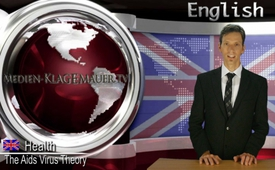 English
MEDIEN-KLAGEMAUER.TV
Health
The Aids Virus Theory